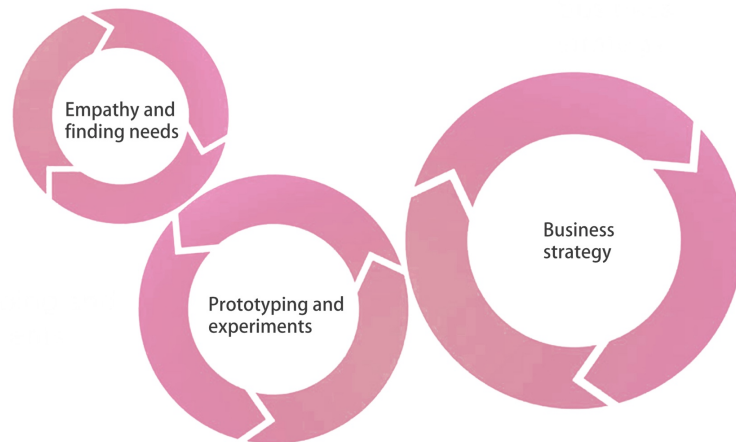 Empathy and
finding needs
Prototyping and
experiments
Business
strategy